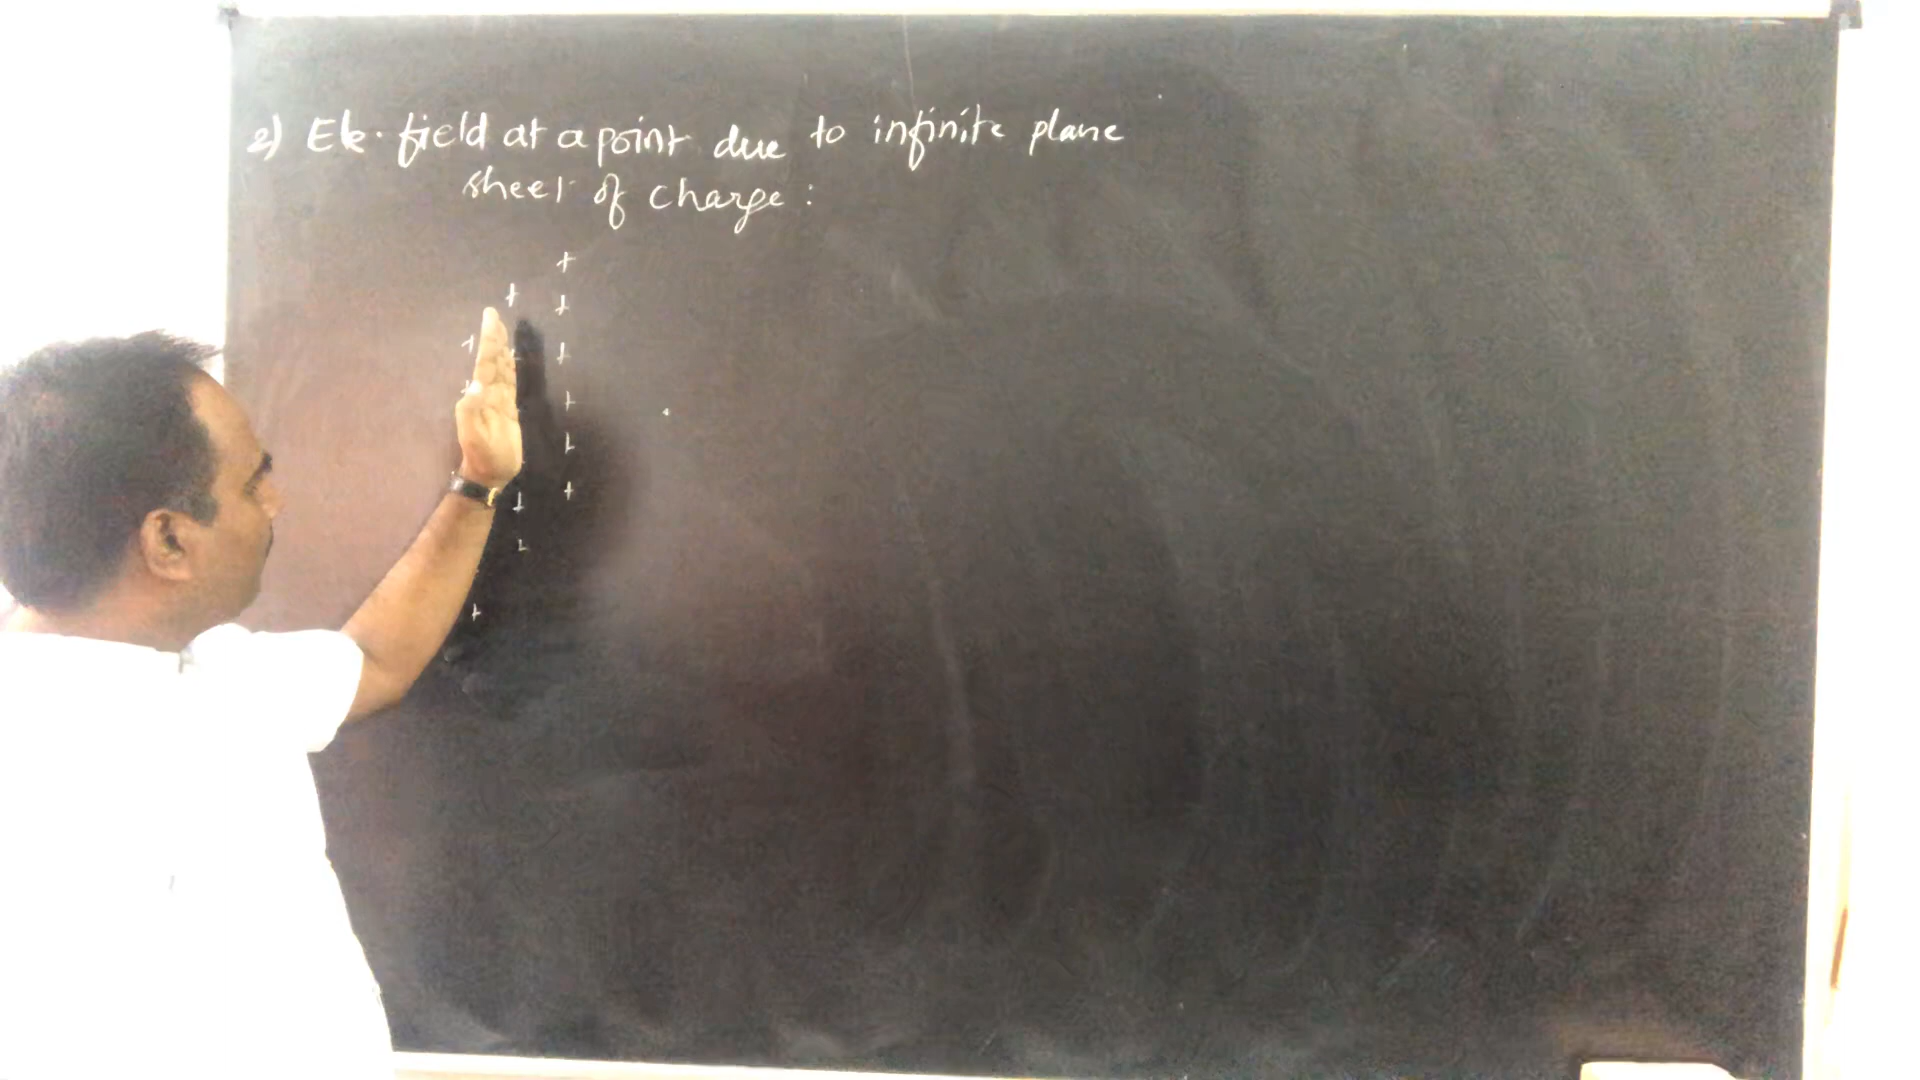 2) Ele. field at a point due to infinite plane
sheet of charge :